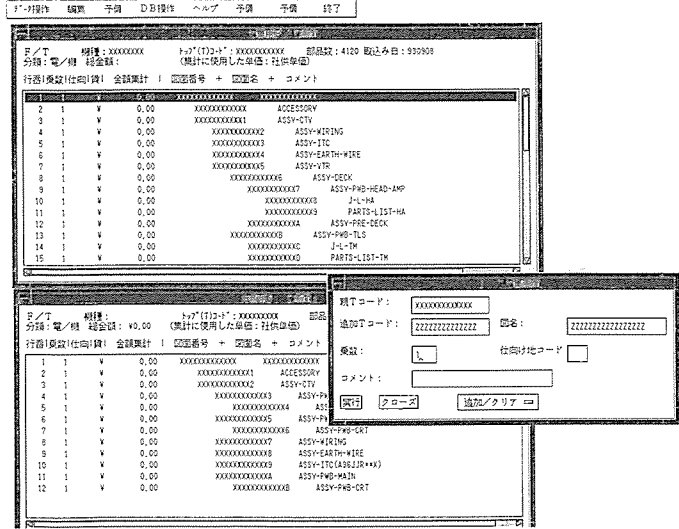 データ操作 編集 予備 DB操作 ヘルプ 予備 予備 終了
F/T 機種:XXXXXXXX トップ(T)コード:XXXXXXXXXXX 部品数:4120 取込み日:930908
分類:電/機 総金額: (集計に使用した単価:社供単価)
行番|乗数|仕向|貨| 金額集計 | 図面番号 + 図面名 + コメント
2 1 ¥ 0.00 XXXXXXXXXXXX ACCESSORY
3 1 ¥ 0.00 XXXXXXXXXXX1 ASSY-CTV
4 1 ¥ 0.00 XXXXXXXXXXX2 ASSY-WIRING
5 1 ¥ 0.00 XXXXXXXXXXX3 ASSY-ITC
6 1 ¥ 0.00 XXXXXXXXXXX4 ASSY-EARTH-WIRE
7 1 ¥ 0.00 XXXXXXXXXXX5 ASSY-VTR
8 1 ¥ 0.00 XXXXXXXXXXX6 ASSY-DECK
9 1 ¥ 0.00 XXXXXXXXXXX7 ASSY-PWB-HEAD-AMP
10 1 ¥ 0.00 XXXXXXXXXXX8 J-L-HA
11 1 ¥ 0.00 XXXXXXXXXXX9 PARTS-LIST-HA
12 1 ¥ 0.00 XXXXXXXXXXXA ASSY-PRE-DECK
13 1 ¥ 0.00 XXXXXXXXXXXB ASSY-PWB-TLS
14 1 ¥ 0.00 XXXXXXXXXXXC J-L-TM
15 1 ¥ 0.00 XXXXXXXXXXXD PARTS-LIST-TM
F/T 機種: トップ(T)コード:XXXXXXXXX 部品
分類:電/機 総金額: ¥0.00 (集計に使用した単価:社供単価)
行番|乗数|仕向|貨| 金額集計 | 図面番号 + 図面名 + コメント
1 1 ¥ 0.00 XXXXXXXXXXXXX XXXXXXXXXXXXX
2 1 ¥ 0.00 XXXXXXXXXXX1 ACCESSORY
3 1 ¥ 0.00 XXXXXXXXXXX2 ASSY-CTV
4 1 ¥ 0.00 XXXXXXXXXXX3 ASSY-PW
5 1 ¥ 0.00 XXXXXXXXXXX4 ASS
6 1 ¥ 0.00 XXXXXXXXXXX5 ASSY-PW
7 1 ¥ 0.00 XXXXXXXXXXX6 ASSY-PWB-CRT
8 1 ¥ 0.00 XXXXXXXXXXX7 ASSY-WIRING
9 1 ¥ 0.00 XXXXXXXXXXX8 ASSY-EARTH-WIRE
10 1 ¥ 0.00 XXXXXXXXXXX9 ASSY-ITC(A96JJR**X)
11 1 ¥ 0.00 XXXXXXXXXXXA ASSY-PWB-MAIN
12 1 ¥ 0.00 XXXXXXXXXXXB ASSY-PWB-CRT
親Tコード: XXXXXXXXXXXXX
追加Tコード: ZZZZZZZZZZZZZ 図名: ZZZZZZZZZZZZZZZZZ
乗数: 1 仕向け地コード
コメント:
実行 クローズ 追加/クリア